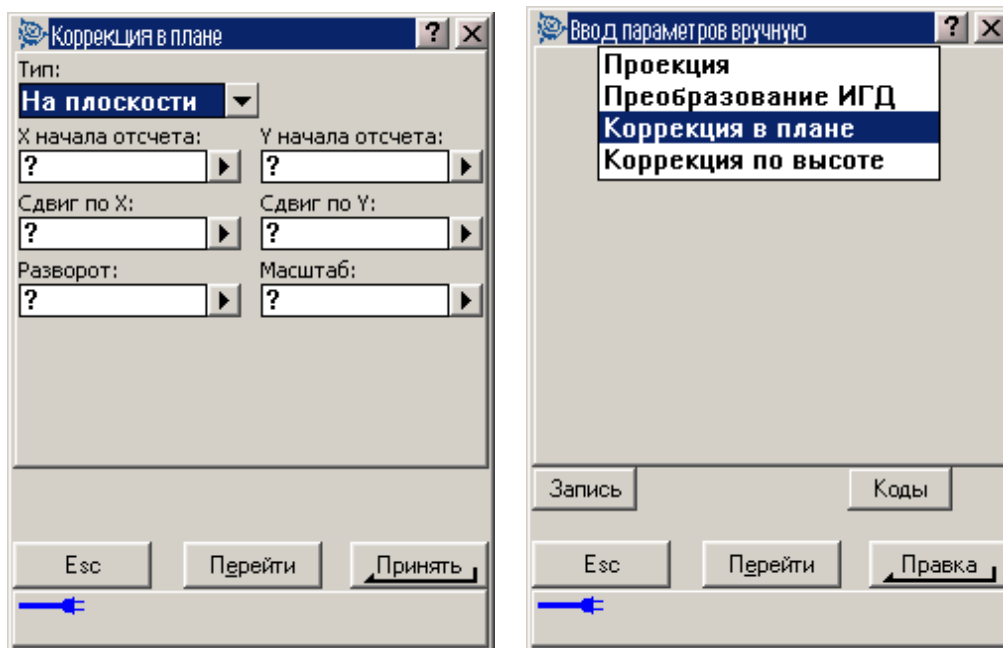 Коррекция в плане ? ×
Тип:
На плоскости
X начала отсчета: Y начала отсчета:
? ?
Сдвиг по X: Сдвиг по Y:
? ?
Разворот: Масштаб:
? ?
Esc Перейти Принять
Ввод параметров вручную ? ×
Проекция
Преобразование ИГД
Коррекция в плане
Коррекция по высоте
Запись Коды
Esc Перейти Правка